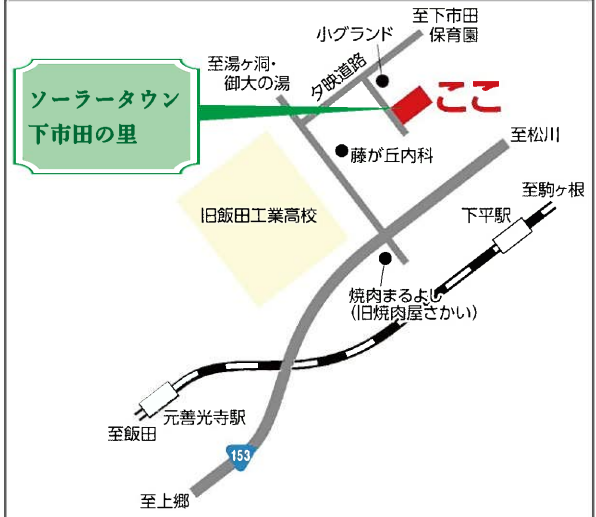 至下市田
保育園
小グランド
至湯ヶ洞・
御大の湯
夕映道路
ここ
ソーラータウン
下市田の里
藤が丘内科
至松川
至駒ヶ根
下平駅
旧飯田工業高校
焼肉まるよし
（旧焼肉屋さかい）
元善光寺駅
至飯田
153
至上郷